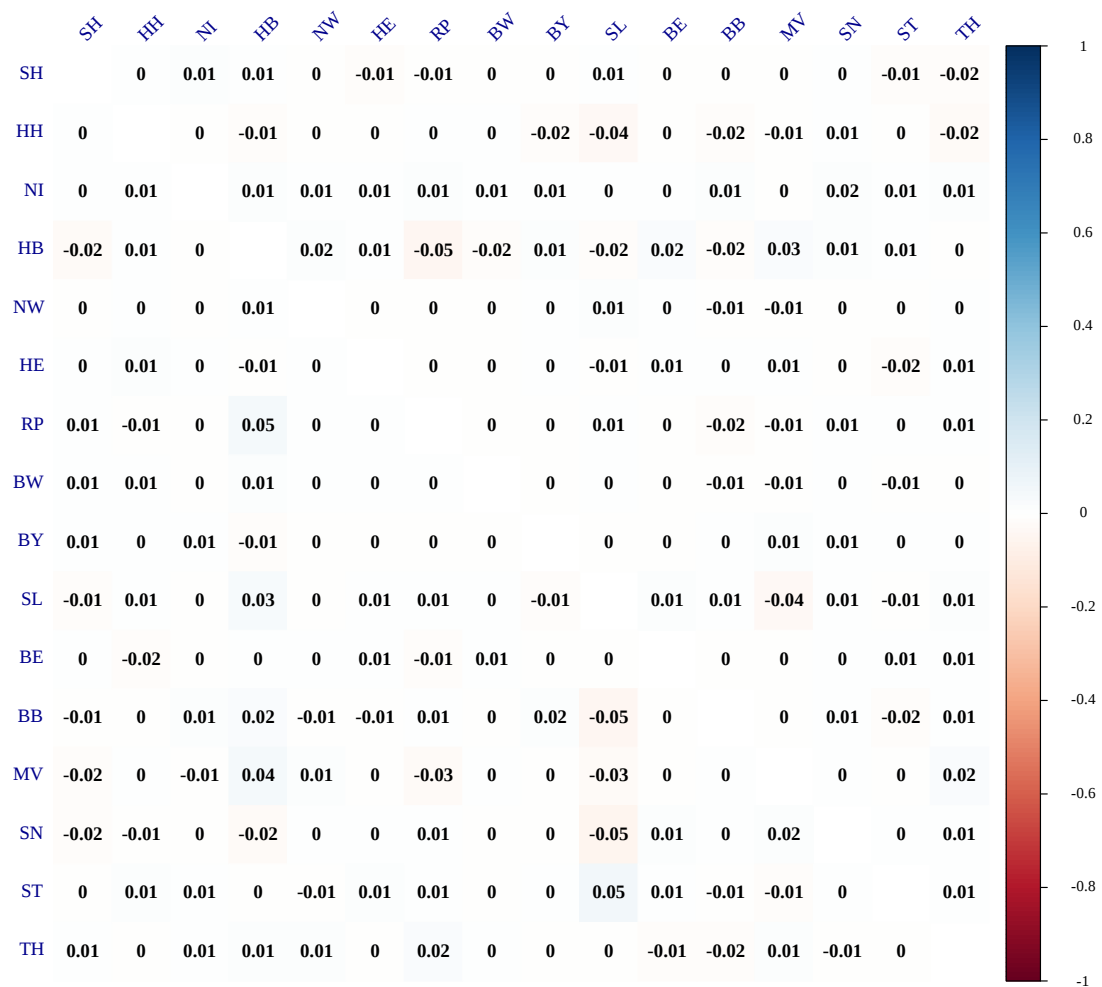 SH HH NI HB NW HE RP BW BY SL BE BB MV SN ST TH
SH 0 0.01 0.01 0 -0.01 -0.01 0 0 0.01 0 0 0 0 -0.01 -0.02
HH 0 0 -0.01 0 0 0 0 -0.02 -0.04 0 -0.02 -0.01 0.01 0 -0.02
NI 0 0.01 0.01 0.01 0.01 0.01 0.01 0.01 0 0 0.01 0 0.02 0.01 0.01
HB -0.02 0.01 0 0.02 0.01 -0.05 -0.02 0.01 -0.02 0.02 -0.02 0.03 0.01 0.01 0
NW 0 0 0 0.01 0 0 0 0 0.01 0 -0.01 -0.01 0 0 0
HE 0 0.01 0 -0.01 0 0 0 0 -0.01 0.01 0 0.01 0 -0.02 0.01
RP 0.01 -0.01 0 0.05 0 0 0 0 0.01 0 -0.02 -0.01 0.01 0 0.01
BW 0.01 0.01 0 0.01 0 0 0 0 0 0 -0.01 -0.01 0 -0.01 0
BY 0.01 0 0.01 -0.01 0 0 0 0 0 0 0 0.01 0.01 0 0
SL -0.01 0.01 0 0.03 0 0.01 0.01 0 -0.01 0.01 0.01 -0.04 0.01 -0.01 0.01
BE 0 -0.02 0 0 0 0.01 -0.01 0.01 0 0 0 0 0 0.01 0.01
BB -0.01 0 0.01 0.02 -0.01 -0.01 0.01 0 0.02 -0.05 0 0 0.01 -0.02 0.01
MV -0.02 0 -0.01 0.04 0.01 0 -0.03 0 0 -0.03 0 0 0 0 0.02
SN -0.02 -0.01 0 -0.02 0 0 0.01 0 0 -0.05 0.01 0 0.02 0 0.01
ST 0 0.01 0.01 0 -0.01 0.01 0.01 0 0 0.05 0.01 -0.01 -0.01 0 0.01
TH 0.01 0 0.01 0.01 0.01 0 0.02 0 0 0 -0.01 -0.02 0.01 -0.01 0
1
0.8
0.6
0.4
0.2
0
-0.2
-0.4
-0.6
-0.8
-1